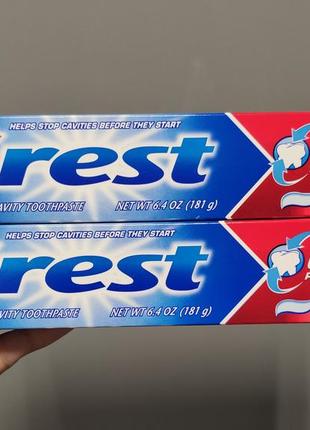 HELPS STOP CAVITIES BEFORE THEY START
rest
AVITY TOOTHPASTE NET WT 6.4 OZ (181 g)
HELPS STOP CAVITIES BEFORE THEY START
rest
VITY TOOTHPASTE NET WT 6.4 OZ (181 g)